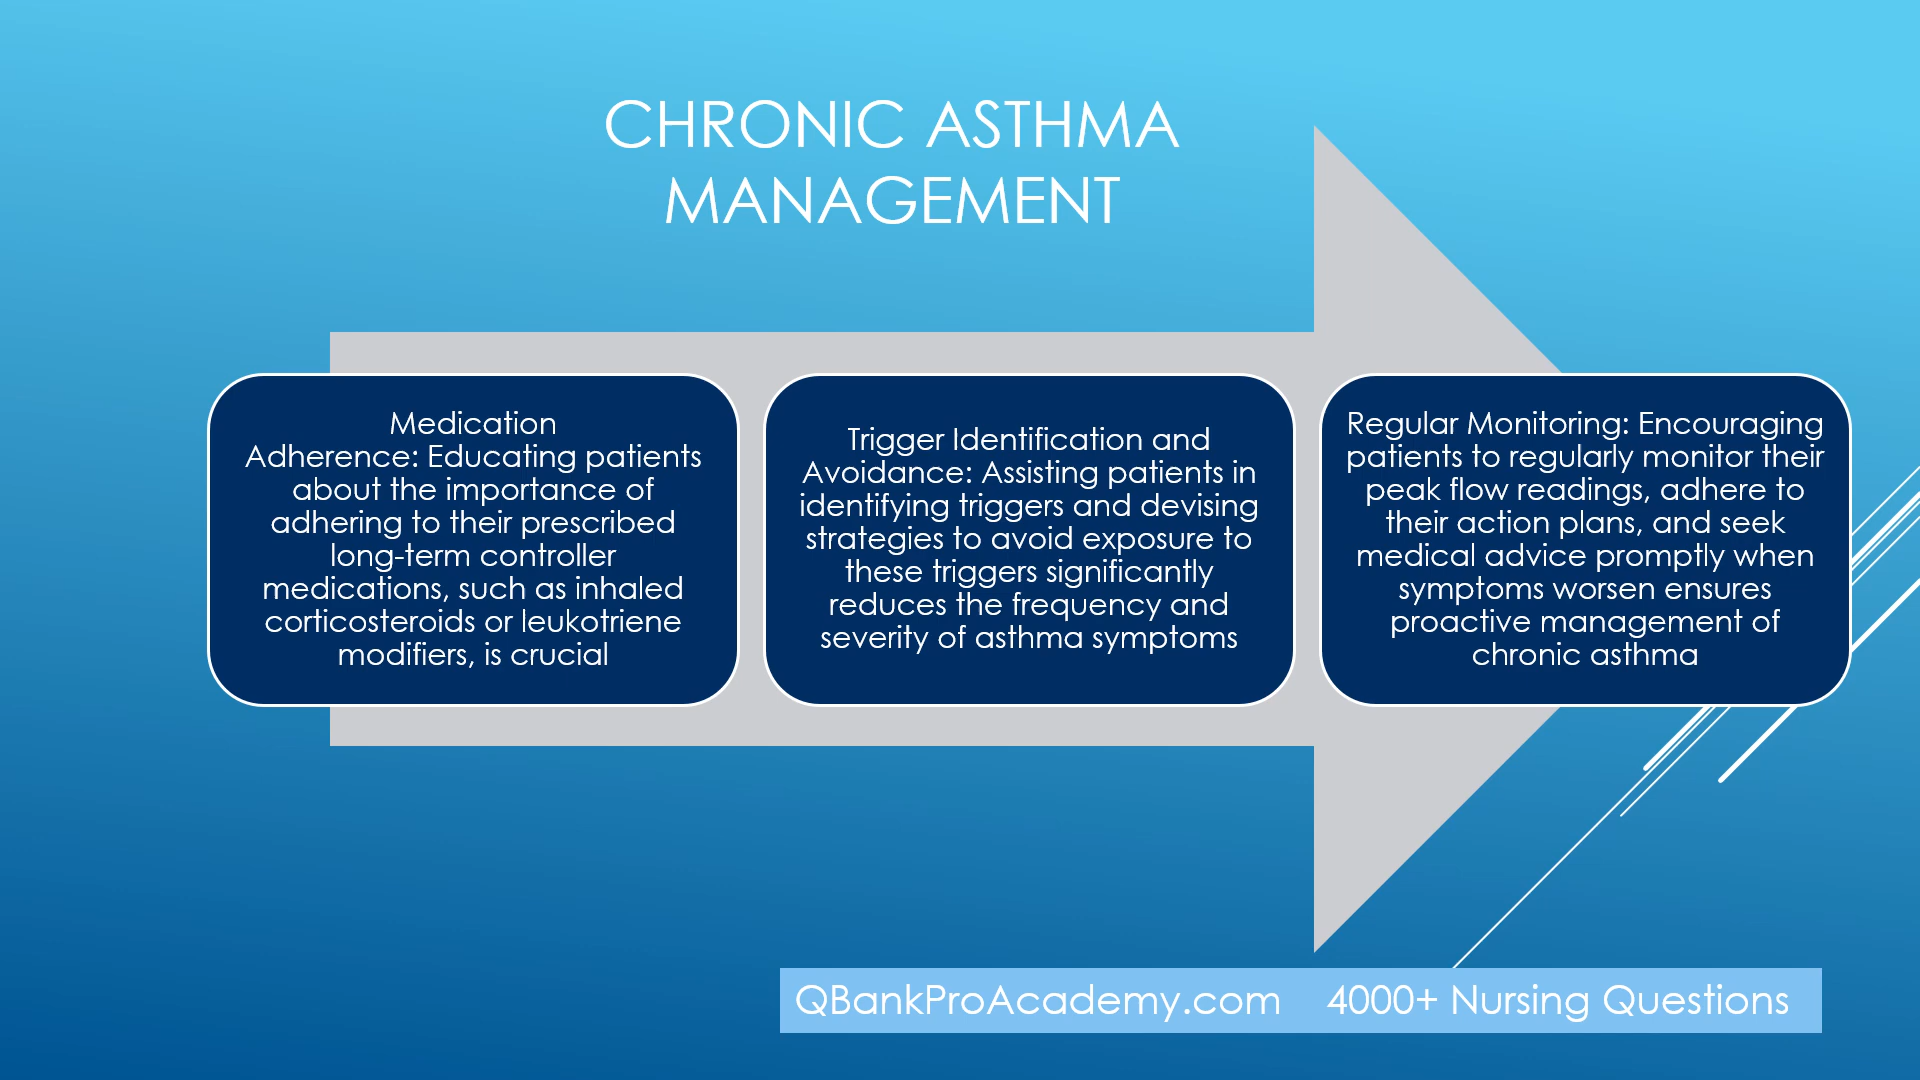 CHRONIC ASTHMA
MANAGEMENT
Medication
Adherence: Educating patients
about the importance of
adhering to their prescribed
long-term controller
medications, such as inhaled
corticosteroids or leukotriene
modifiers, is crucial
Trigger Identification and
Avoidance: Assisting patients in
identifying triggers and devising
strategies to avoid exposure to
these triggers significantly
reduces the frequency and
severity of asthma symptoms
Regular Monitoring: Encouraging
patients to regularly monitor their
peak flow readings, adhere to
their action plans, and seek
medical advice promptly when
symptoms worsen ensures
proactive management of
chronic asthma
QBankProAcademy.com 4000+ Nursing Questions